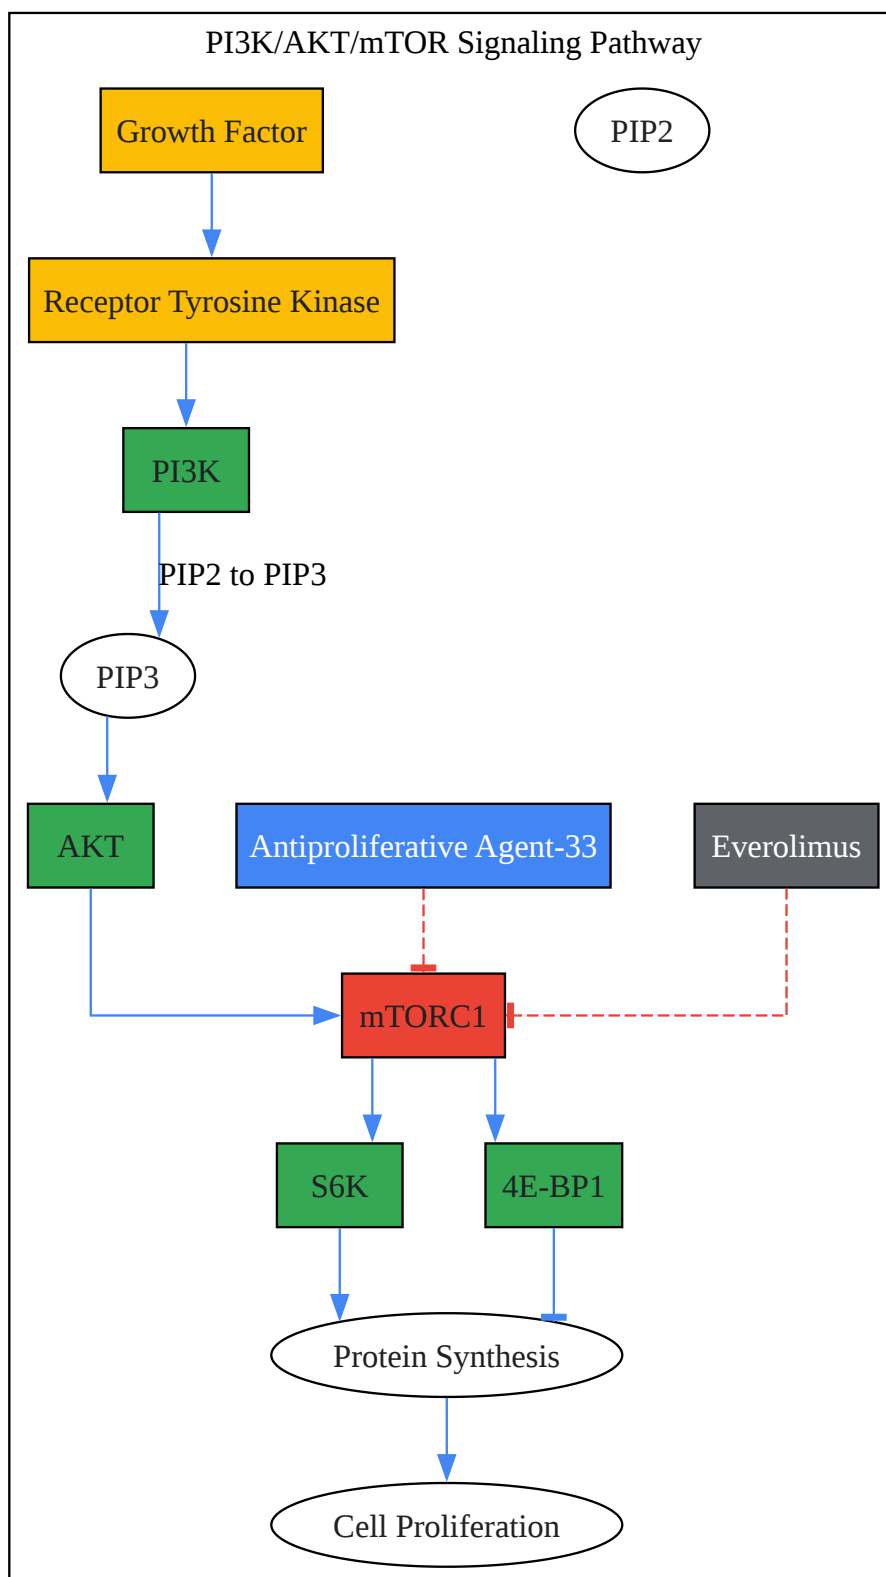 PI3K/AKT/mTOR Signaling Pathway
Growth Factor
PIP2
Receptor Tyrosine Kinase
PI3K
PIP2 to PIP3
PIP3
AKT
Antiproliferative Agent-33
Everolimus
mTORC1
S6K
4E-BP1
Protein Synthesis
Cell Proliferation